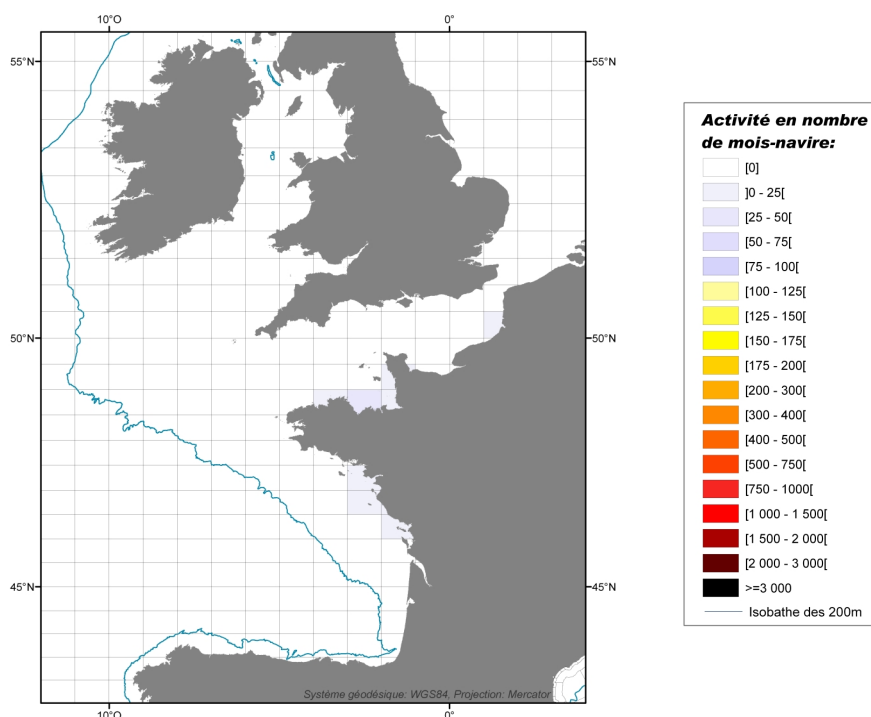 10°O
0°
55°N
55°N
50°N
50°N
45°N
45°N
Système géodésique: WGS84, Projection: Mercator
10°O
0°
Activité en nombre
de mois-navire:
[0]
]0 - 25[
[25 - 50[
[50 - 75[
[75 - 100[
[100 - 125[
[125 - 150[
[150 - 175[
[175 - 200[
[200 - 300[
[300 - 400[
[400 - 500[
[500 - 750[
[750 - 1000[
[1 000 - 1 500[
[1 500 - 2 000[
[2 000 - 3 000[
>=3 000
Isobathe des 200m